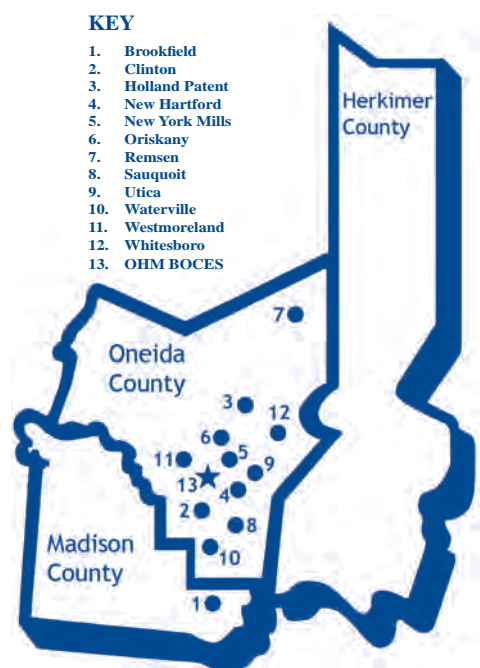 KEY
1. Brookfield
2. Clinton
3. Holland Patent
4. New Hartford
5. New York Mills
6. Oriskany
7. Remsen
8. Sauquoit
9. Utica
10. Waterville
11. Westmoreland
12. Whitesboro
13. OHM BOCES
Herkimer
County
7
Oneida
County
3
12
6
11
5
9
13
4
2
8
10
Madison
County
1